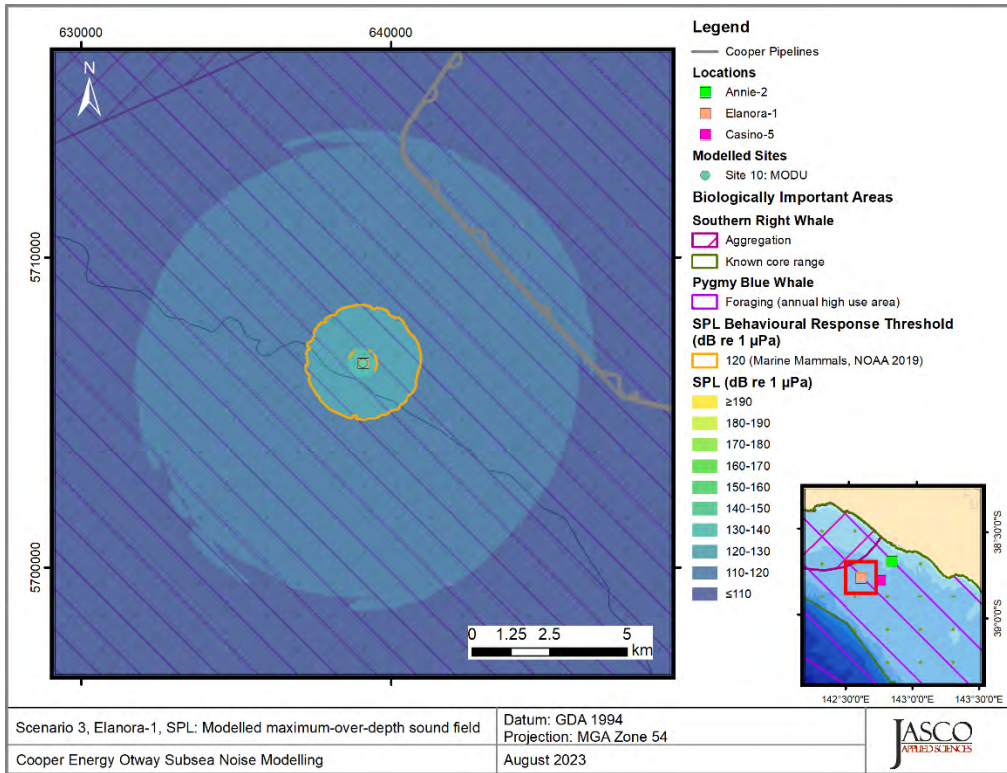 630000
640000
N
5710000
5700000
0 1.25 2.5 5
km
Legend
Cooper Pipelines
Locations
Annie-2
Elanora-1
Casino-5
Modelled Sites
Site 10: MODU
Biologically Important Areas
Southern Right Whale
Aggregation
Known core range
Pygmy Blue Whale
Foraging (annual high use area)
SPL Behavioural Response Threshold
(dB re 1 µPa)
120 (Marine Mammals, NOAA 2019)
SPL (dB re 1 µPa)
≥190
180-190
170-180
160-170
150-160
140-150
130-140
120-130
110-120
≤110
38°30'0"S
39°0'0"S
142°30'0"E
143°0'0"E
143°30'0"E
Scenario 3, Elanora-1, SPL: Modelled maximum-over-depth sound field
Datum: GDA 1994
Projection: MGA Zone 54
Cooper Energy Otway Subsea Noise Modelling
August 2023
JASCO
APPLIED SCIENCES